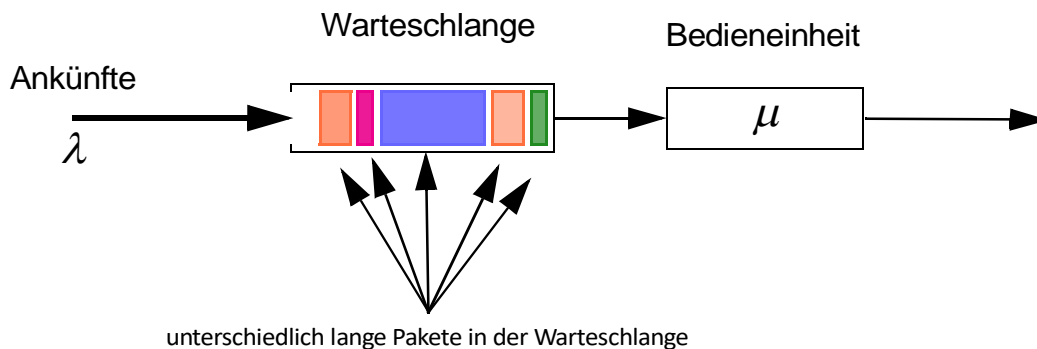 Warteschlange
Bedieneinheit
Ankünfte
λ
μ
unterschiedlich lange Pakete in der Warteschlange